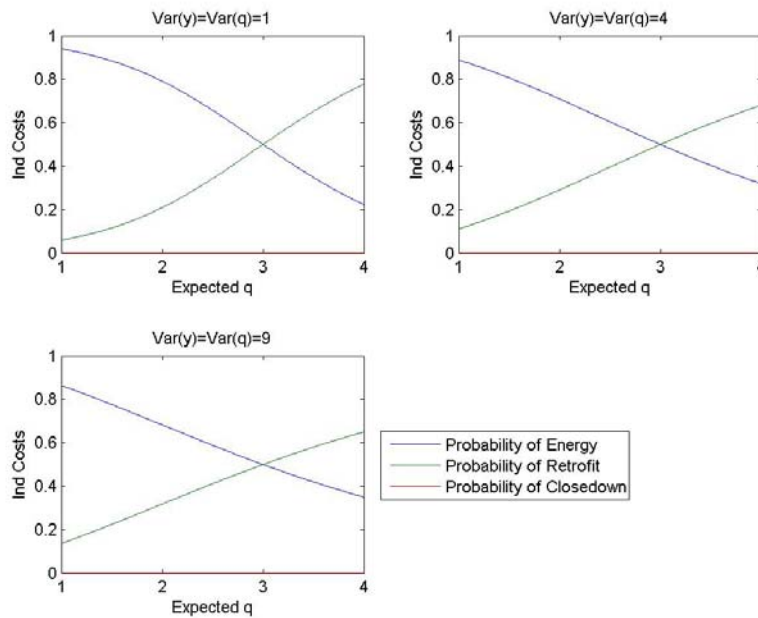 Var(y)=Var(q)=1
Ind Costs
1
0.8
0.6
0.4
0.2
0
1 2 3 4
Expected q
Var(y)=Var(q)=4
Ind Costs
1
0.8
0.6
0.4
0.2
0
1 2 3 4
Expected q
Var(y)=Var(q)=9
Ind Costs
1
0.8
0.6
0.4
0.2
0
1 2 3 4
Expected q
Probability of Energy
Probability of Retrofit
Probability of Closedown